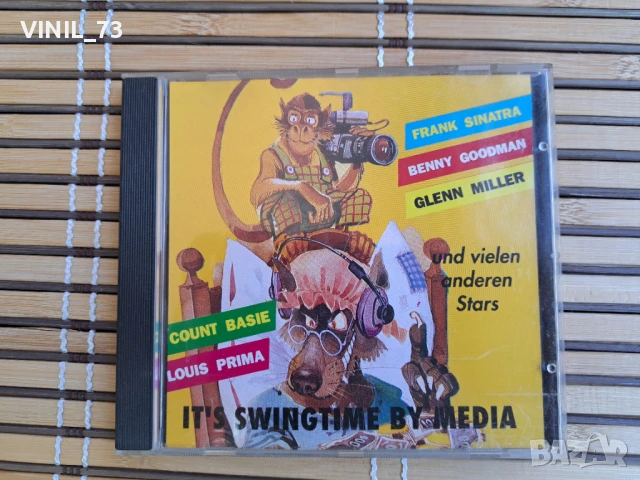 VINIL_73
FRANK SINATRA
BENNY GOODMAN
GLENN MILLER
und vielen
anderen
Stars
COUNT BASIE
LOUIS PRIMA
IT'S SWINGTIME BY MEDIA
BAZAR